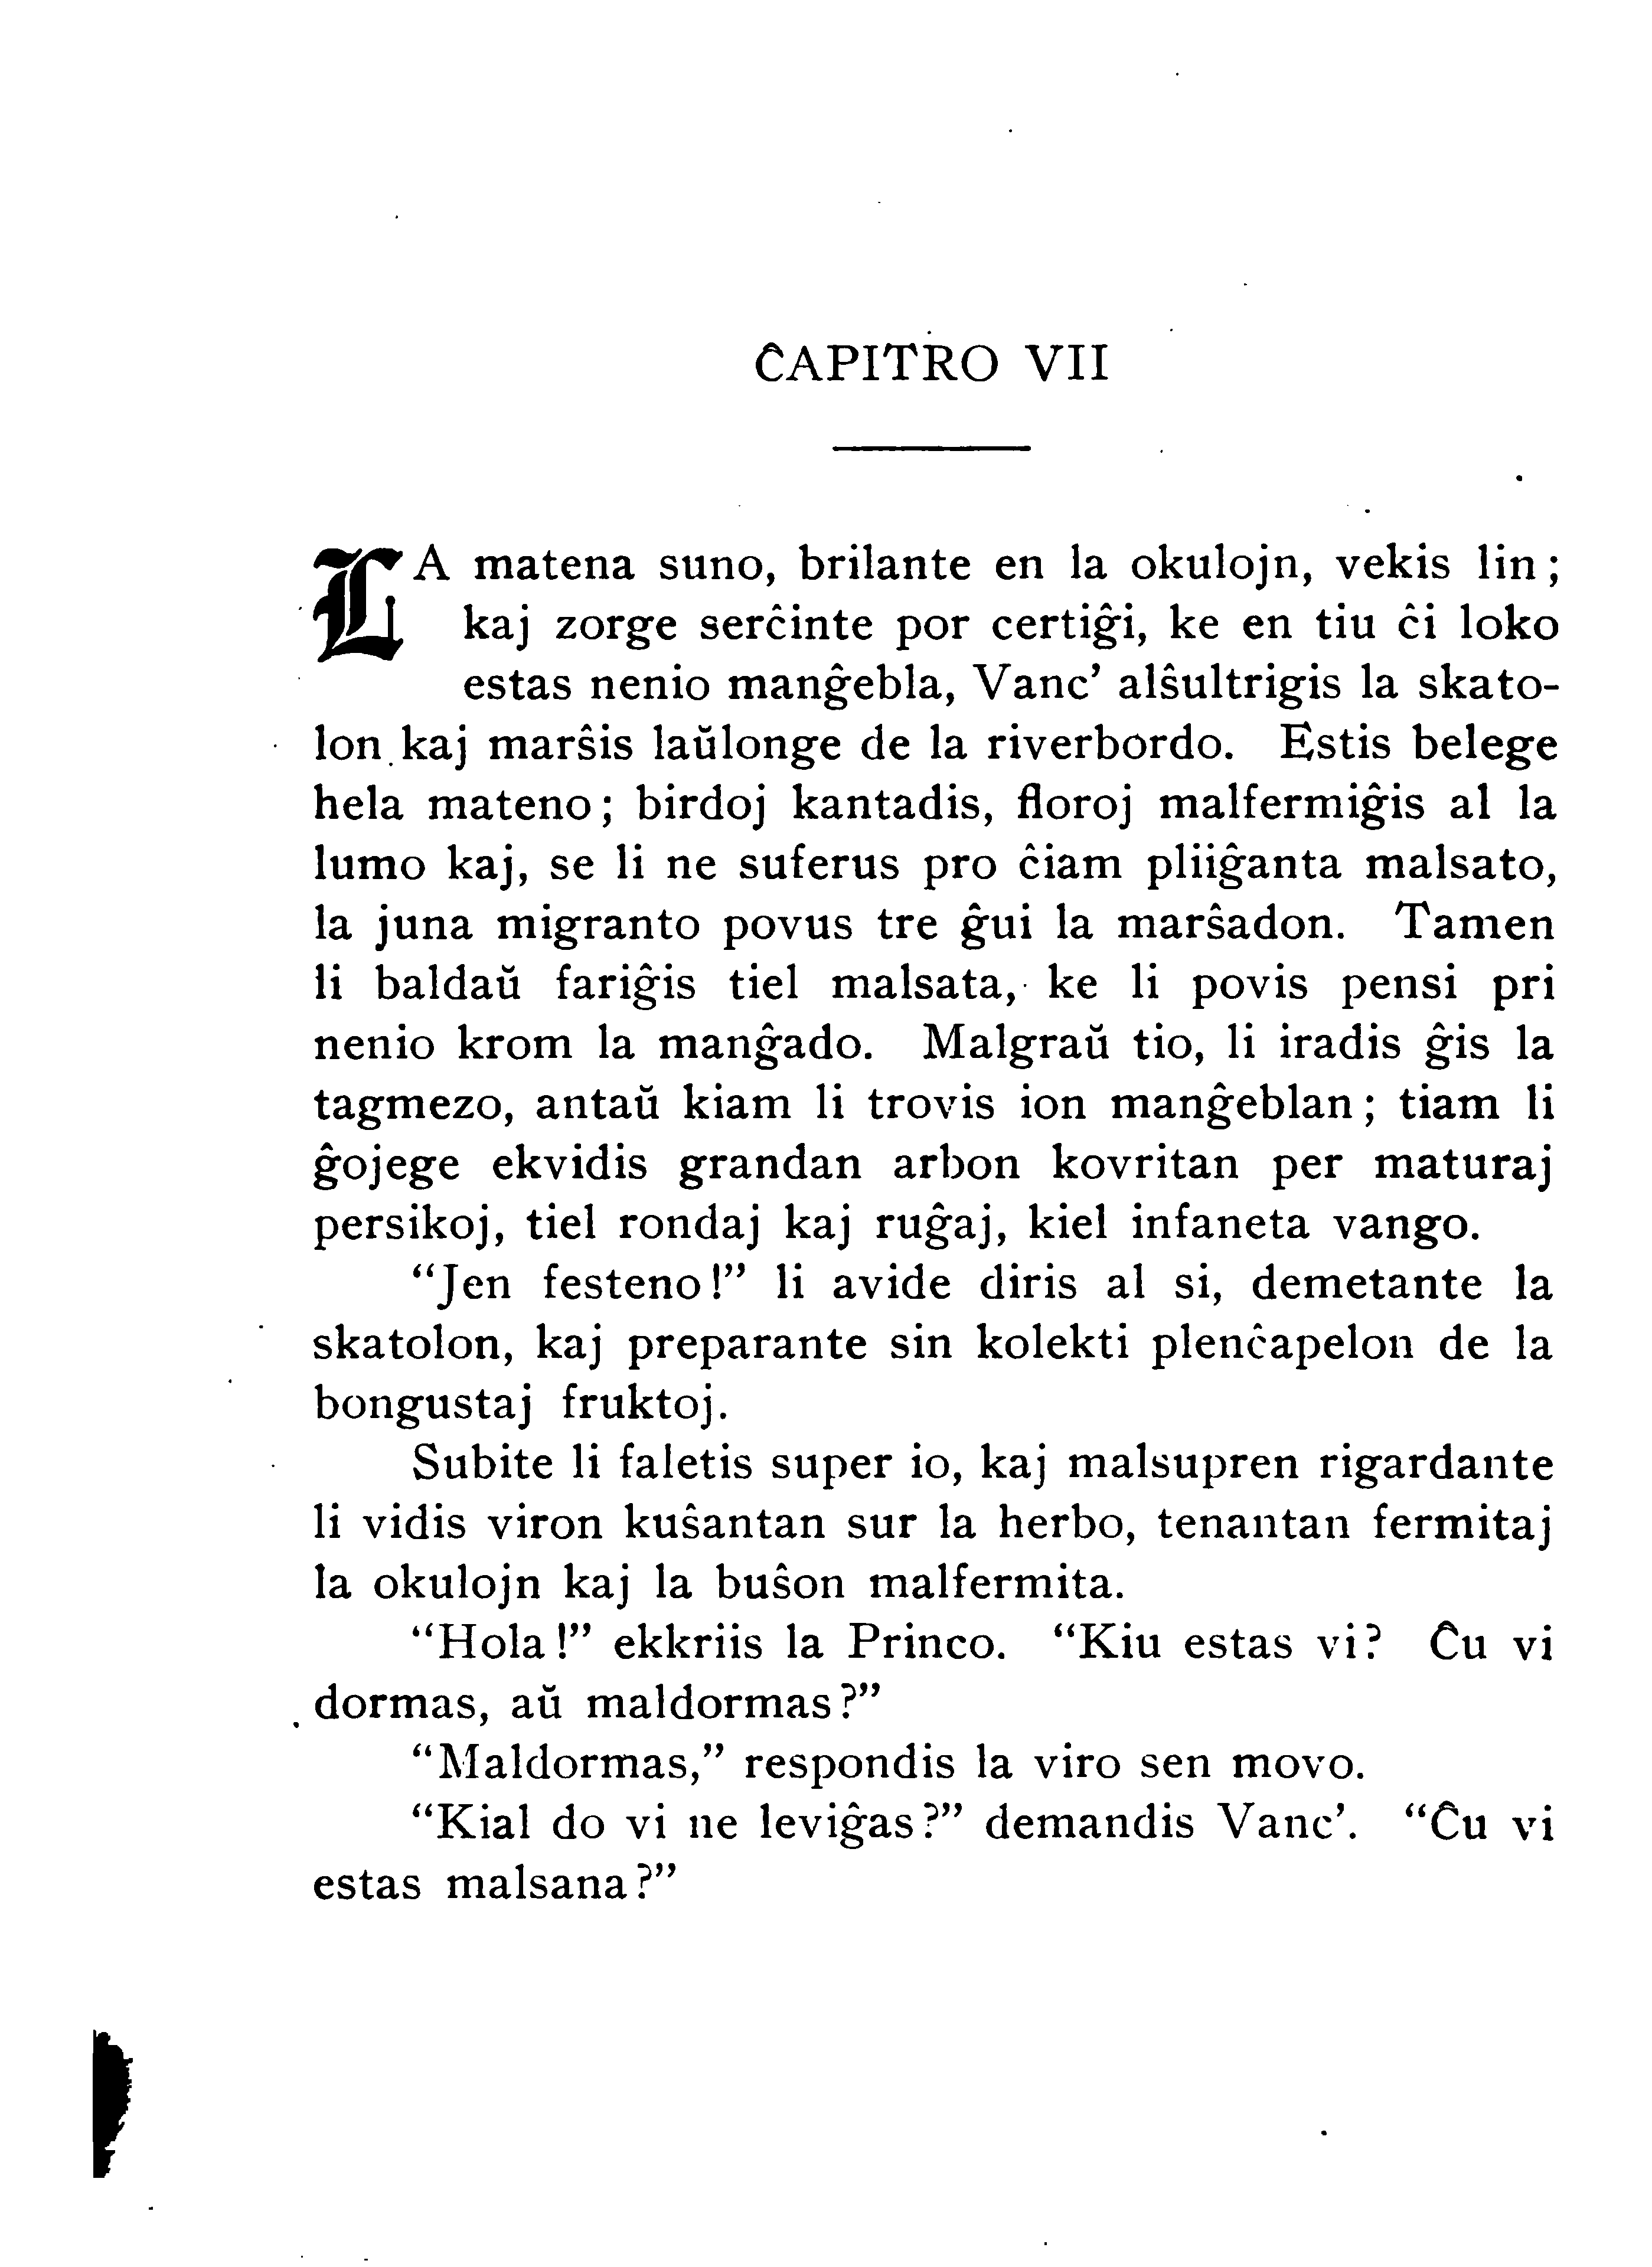 ĈAPITRO VII
LA matena suno, brilante en la okulojn, vekis lin;
kaj zorge serĉinte por certiĝi, ke en tiu ĉi loko
estas nenio manĝebla, Vanc’ alŝultrigis la skato-
lon kaj marŝis laŭlonge de la riverbordo. Estis belege
hela mateno; birdoj kantadis, floroj malfermiĝis al la
lumo kaj, se li ne suferus pro ĉiam pliiĝanta malsato,
la juna migranto povus tre ĝui la marŝadon. Tamen
li baldaŭ fariĝis tiel malsata, ke li povis pensi pri
nenio krom la manĝado. Malgraŭ tio, li iradis ĝis la
tagmezo, antaŭ kiam li trovis ion manĝeblan; tiam li
ĝojege ekvidis grandan arbon kovritan per maturaj
persikoj, tiel rondaj kaj ruĝaj, kiel infaneta vango.
“Jen festeno!” li avide diris al si, demetante la
skatolon, kaj preparante sin kolekti plenĉapelon de la
bongustaj fruktoj.
Subite li faletis super io, kaj malsupren rigardante
li vidis viron kuŝantan sur la herbo, tenantan fermitaj
la okulojn kaj la buŝon malfermita.
“Hola!” ekkriis la Princo. “Kiu estas vi? Ĉu vi
dormas, aŭ maldormas?”
“Maldormas,” respondis la viro sen movo.
“Kial do vi ne leviĝas?” demandis Vanc’. “Ĉu vi
estas malsana?”